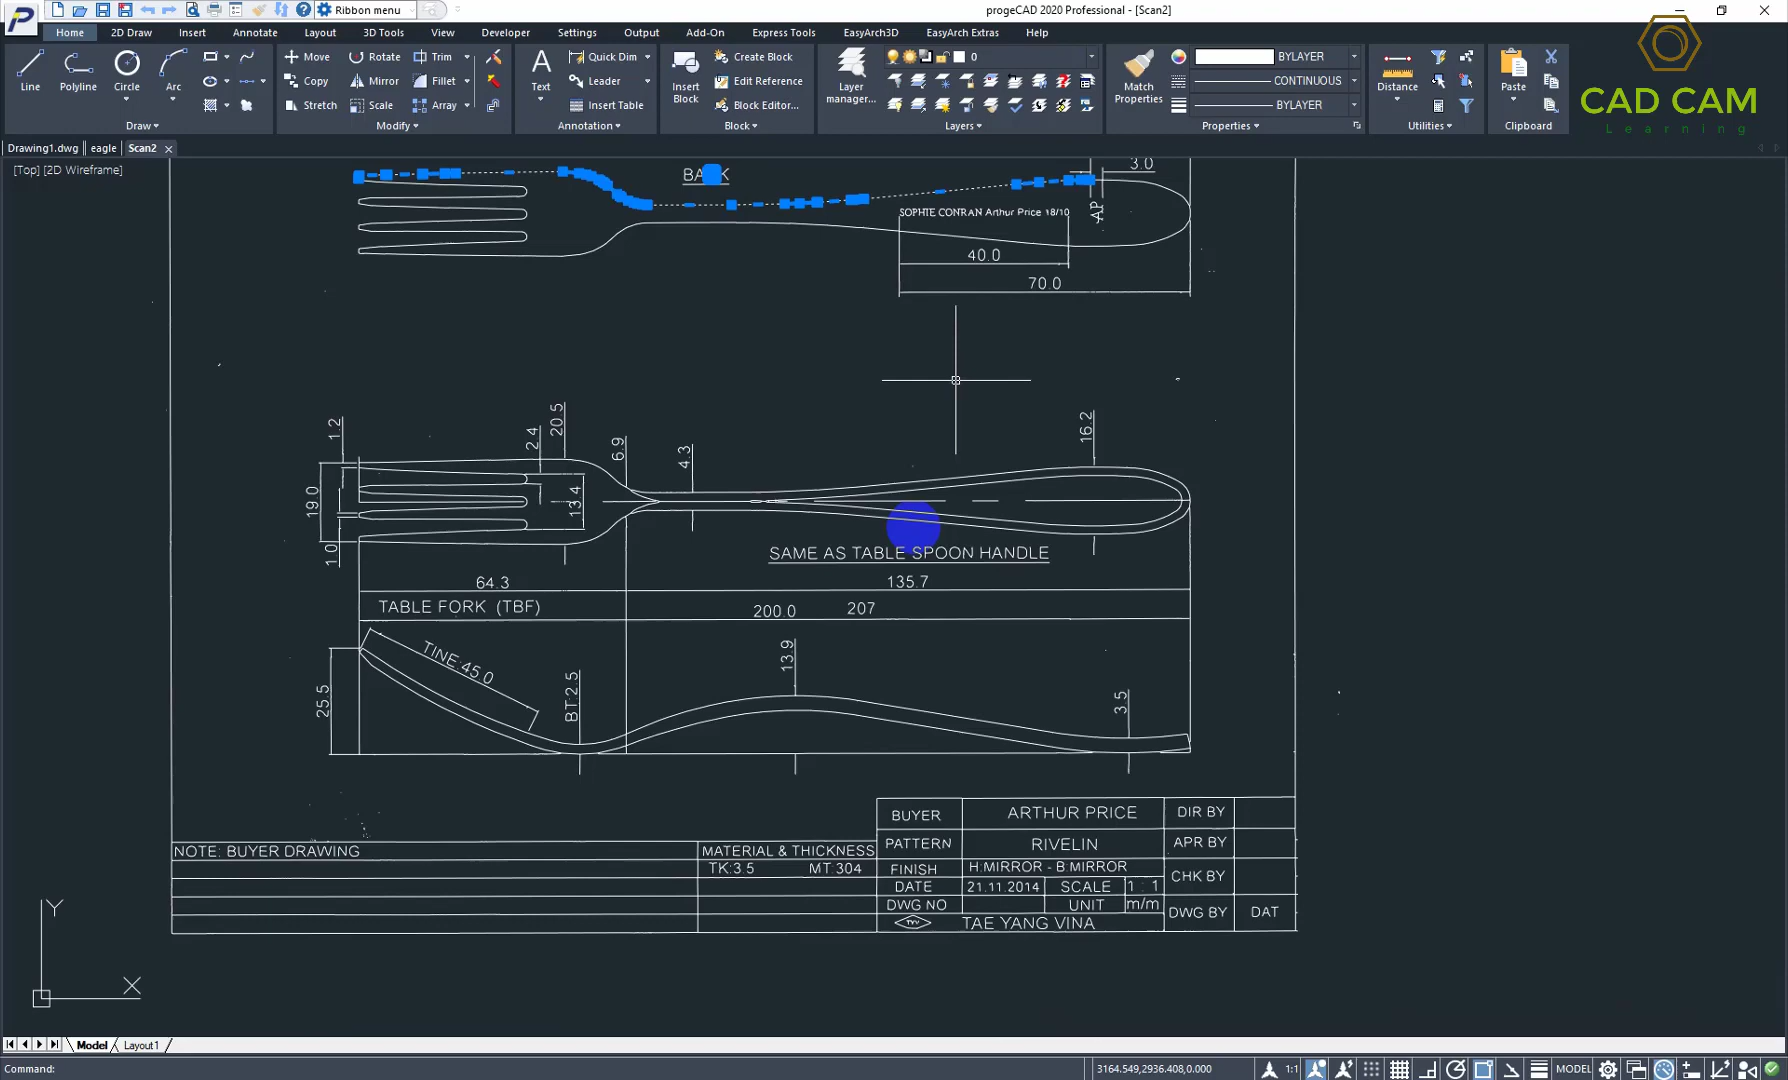 Ribbon menu
progeCAD 2020 Professional - [Scan2]
Home 2D Draw Insert Annotate Layout 3D Tools View Developer Settings Output Add-On Express Tools EasyArch3D EasyArch Extras Help
Line Polyline Circle Arc
Move Rotate Trim
Copy Mirror Fillet
Stretch Scale Array
Text Quick Dim
Leader
Insert Table
Insert Block
Create Block
Edit Reference
Block Editor...
Layer manager...
0
Match Properties
BYLAYER
CONTINUOUS
BYLAYER
Distance
Paste
Draw Modify Annotation Block Layers Properties Utilities Clipboard
CAD CAM
Learning
Drawing1.dwg eagle Scan2
[Top] [2D Wireframe]
3.0
SOPHIE CONRAN Arthur Price 18/10
AP
40.0
70.0
1.2
2.4
20.5
6.9
4.3
16.2
19.0
13.4
1.0
SAME AS TABLE SPOON HANDLE
64.3
135.7
TABLE FORK (TBF)
200.0 207
TINE:45.0
25.5
BT:2.5
13.9
3.5
BUYER ARTHUR PRICE DIR BY
PATTERN RIVELIN APR BY
NOTE: BUYER DRAWING
MATERIAL & THICKNESS
TK:3.5 MT:304
FINISH H:MIRROR - B:MIRROR
CHK BY
DATE 21.11.2014 SCALE 1 : 1
DWG NO UNIT m/m
DWG BY DAT
TYV TAE YANG VINA
Y
X
Model Layout1
Command:
3164.549,2936.408,0.000
1:1
MODEL